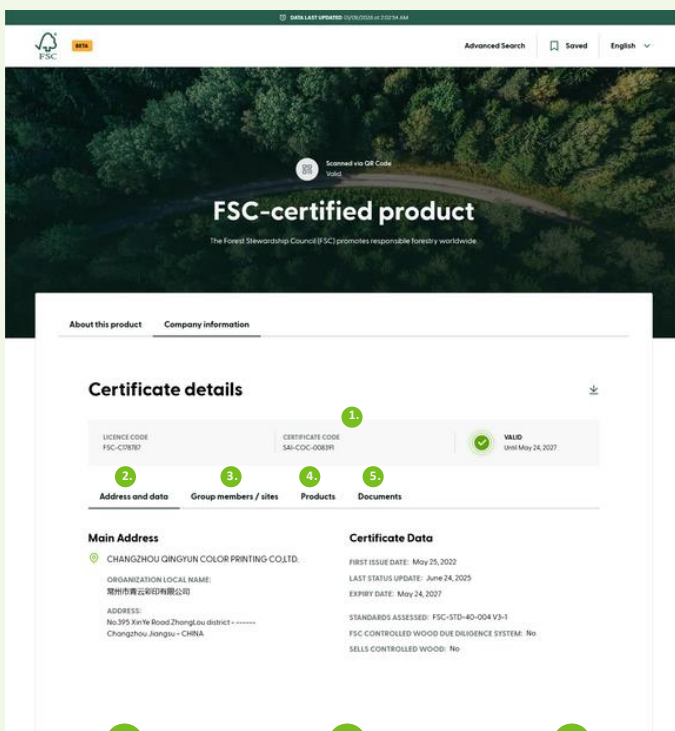 DATA LAST UPDATED 01/05/2026 at 2:02:54 AM
FSC
BETA
Advanced Search
Saved
English
Scanned via QR Code
Valid
FSC-certified product
The Forest Stewardship Council (FSC) promotes responsible forestry worldwide
About this product
Company information
Certificate details
1.
LICENCE CODE
FSC-C178787
CERTIFICATE CODE
SAI-COC-008391
VALID
Until May 24, 2027
2.
3.
4.
5.
Address and data
Group members / sites
Products
Documents
Main Address
CHANGZHOU QINGYUN COLOR PRINTING CO,LTD.
ORGANIZATION LOCAL NAME:
常州市青云彩印有限公司
ADDRESS:
No.395 XinYe Road ZhongLou district - ------
Changzhou Jiangsu - CHINA
Certificate Data
FIRST ISSUE DATE: May 25, 2022
LAST STATUS UPDATE: June 24, 2025
EXPIRY DATE: May 24, 2027
STANDARDS ASSESSED: FSC-STD-40-004 V3-1
FSC CONTROLLED WOOD DUE DILIGENCE SYSTEM: No
SELLS CONTROLLED WOOD: No